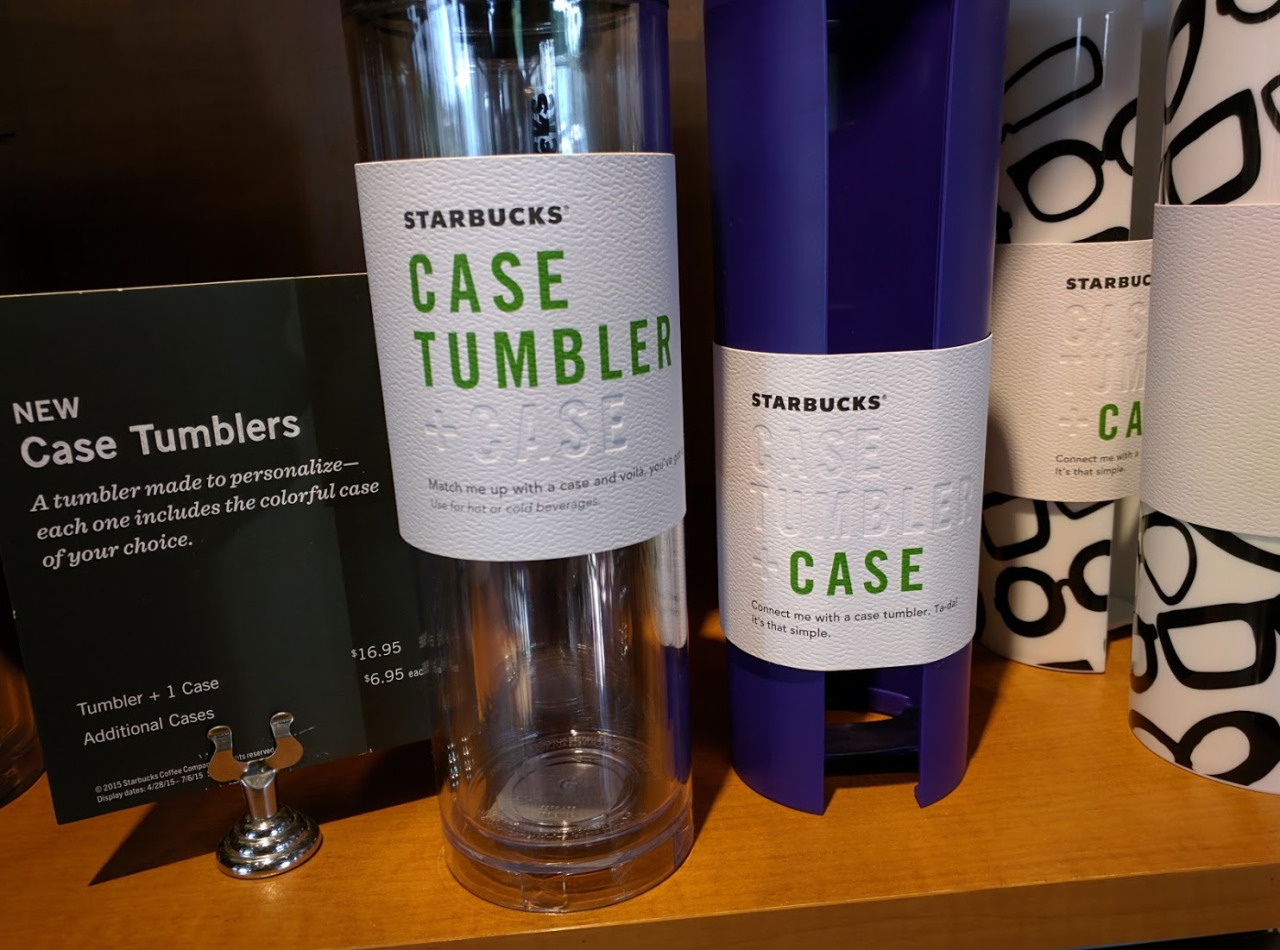 NEW
Case Tumblers
A tumbler made to personalize—
each one includes the colorful case
of your choice.
Tumbler + 1 Case $16.95
Additional Cases $6.95 each
© 2015 Starbucks Coffee
Display dates: 4/28/15–7/6/15
STARBUCKS®
CASE
TUMBLER
+CASE
Match me up with a case and voilà, you've
Use for hot or cold beverages.
STARBUCKS®
CASE
TUMBLER
+ CASE
Connect me with a case tumbler. Ta-da!
It's that simple.
STARBUC
CAS
TUM
+ CA
Connect me with a
It's that simple.